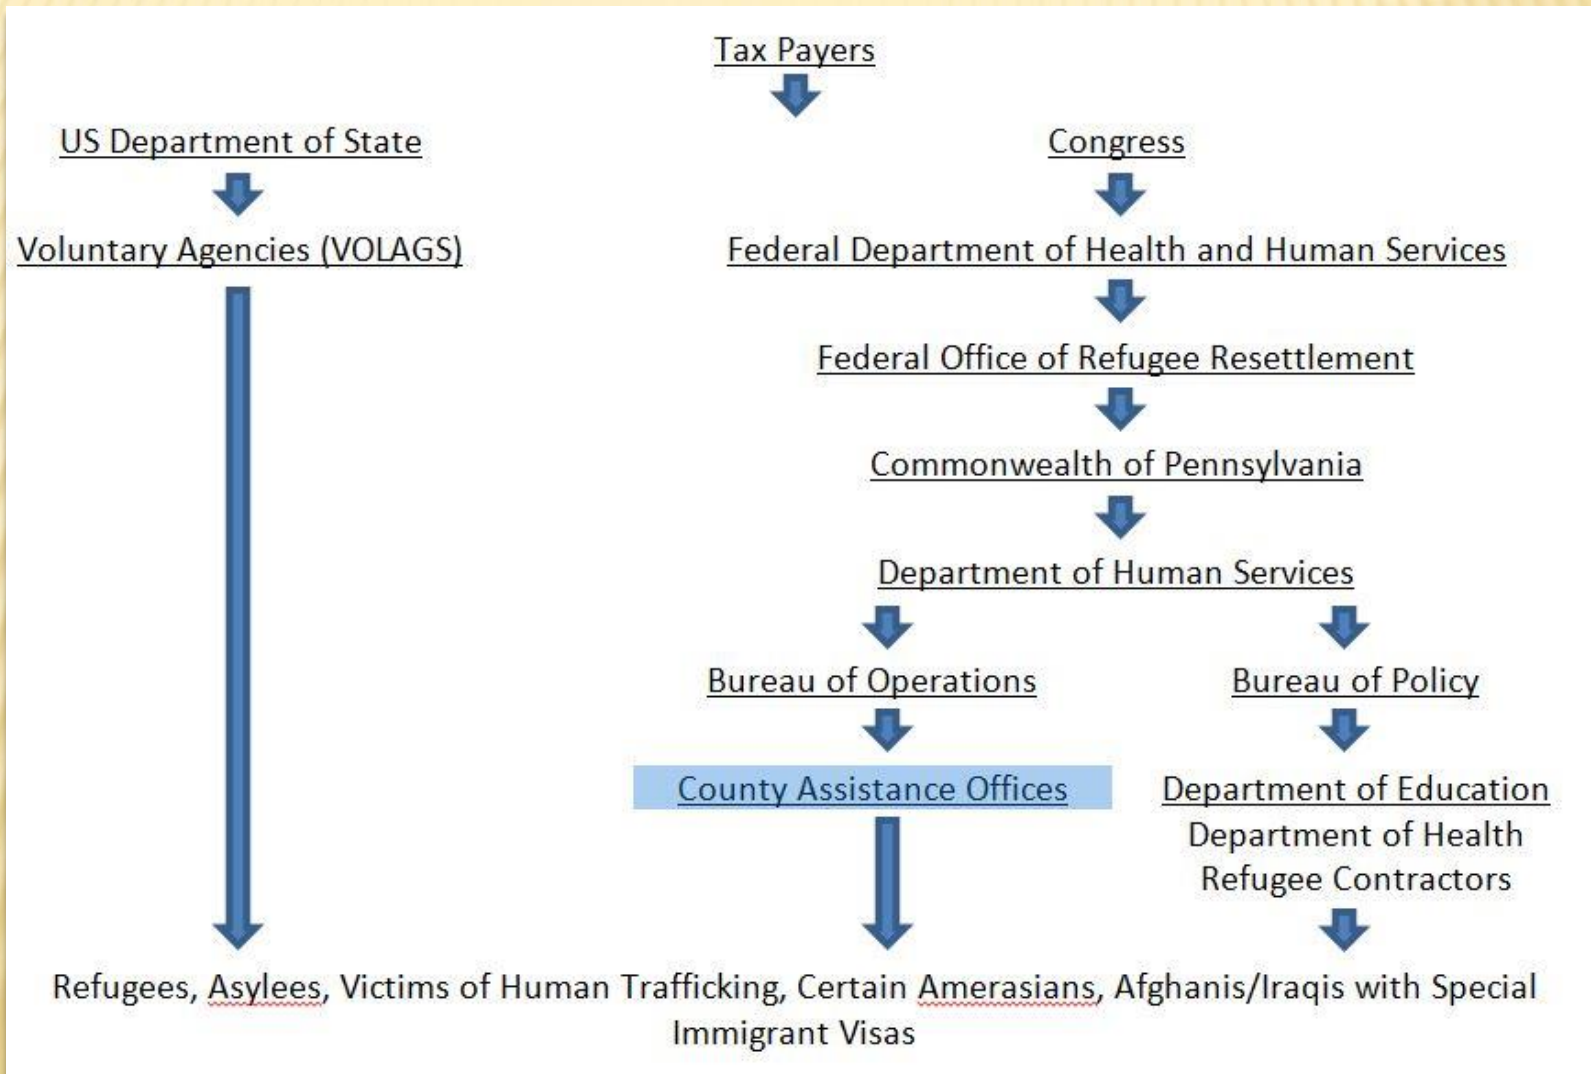 Tax Payers
US Department of State
Congress
Voluntary Agencies (VOLAGS)
Federal Department of Health and Human Services
Federal Office of Refugee Resettlement
Commonwealth of Pennsylvania
Department of Human Services
Bureau of Operations
Bureau of Policy
County Assistance Offices
Department of Education
Department of Health
Refugee Contractors
Refugees, Asylees, Victims of Human Trafficking, Certain Amerasians, Afghanis/Iraqis with Special
Immigrant Visas